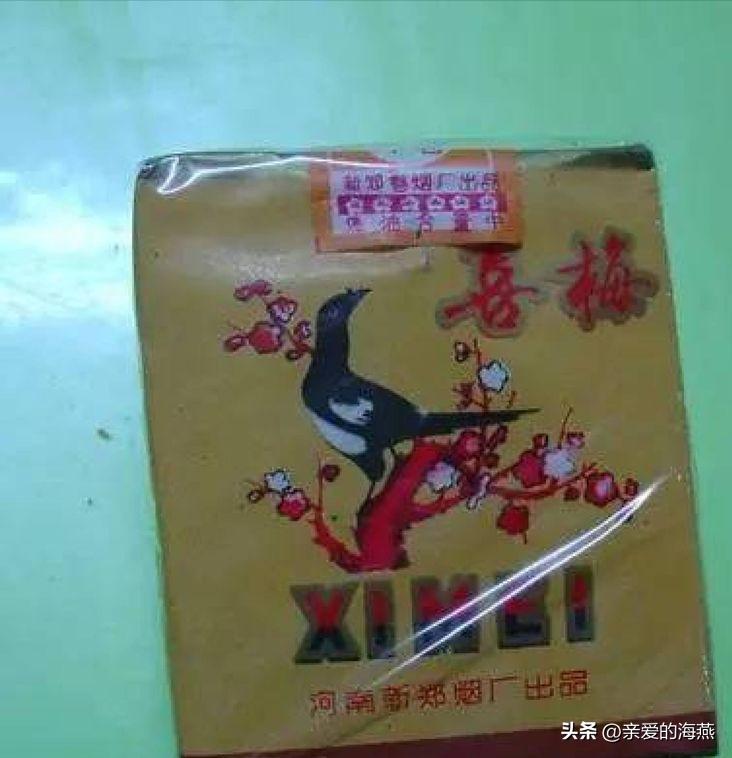 新郑卷烟厂出品
焦油含量中
喜梅
XIMEI
河南新郑烟厂出品
头条 @亲爱的海燕